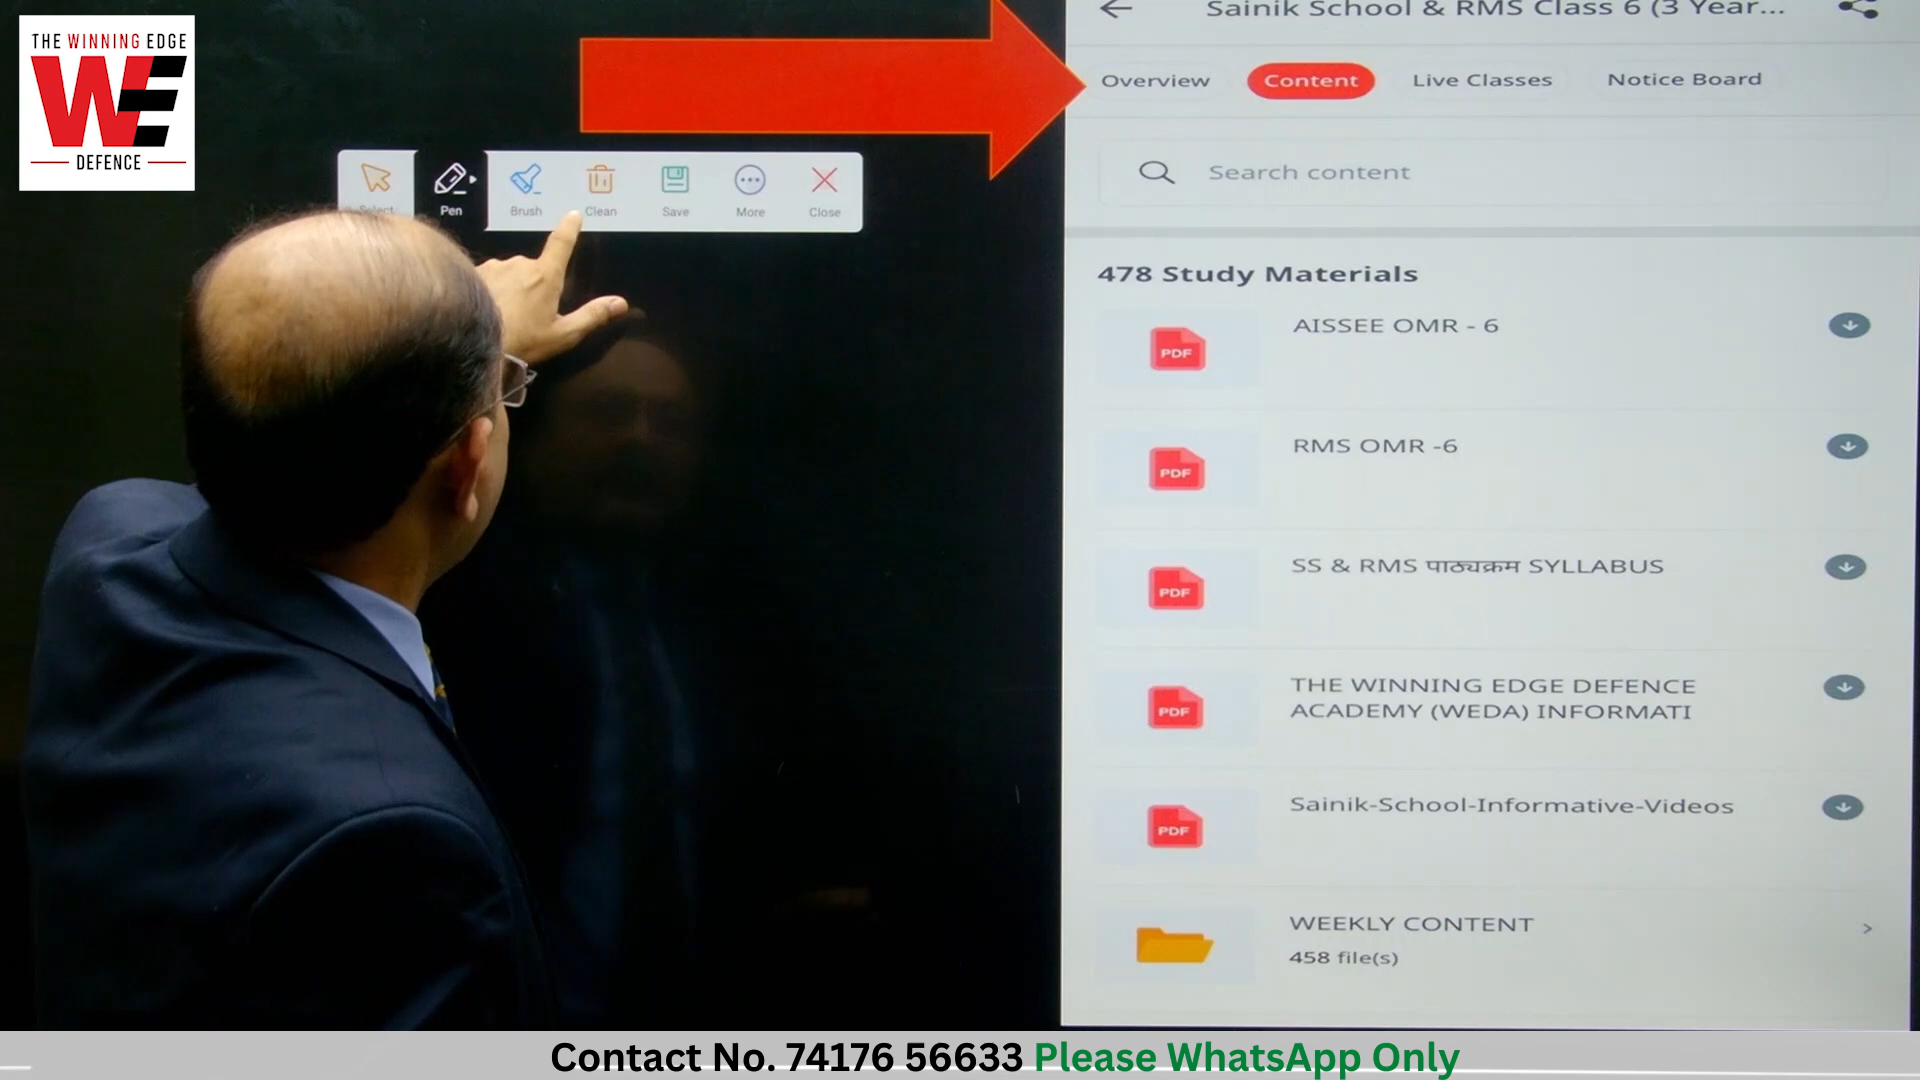 THE WINNING EDGE
WE
DEFENCE
Select
Pen
Brush
Clean
Save
More
Close
Sainik School & RMS Class 6 (3 Year...
Overview
Content
Live Classes
Notice Board
Search content
478 Study Materials
PDF
AISSEE OMR - 6
PDF
RMS OMR -6
PDF
SS & RMS पाठ्यक्रम SYLLABUS
PDF
THE WINNING EDGE DEFENCE
ACADEMY (WEDA) INFORMATI
PDF
Sainik-School-Informative-Videos
WEEKLY CONTENT
458 file(s)
Contact No. 74176 56633 Please WhatsApp Only